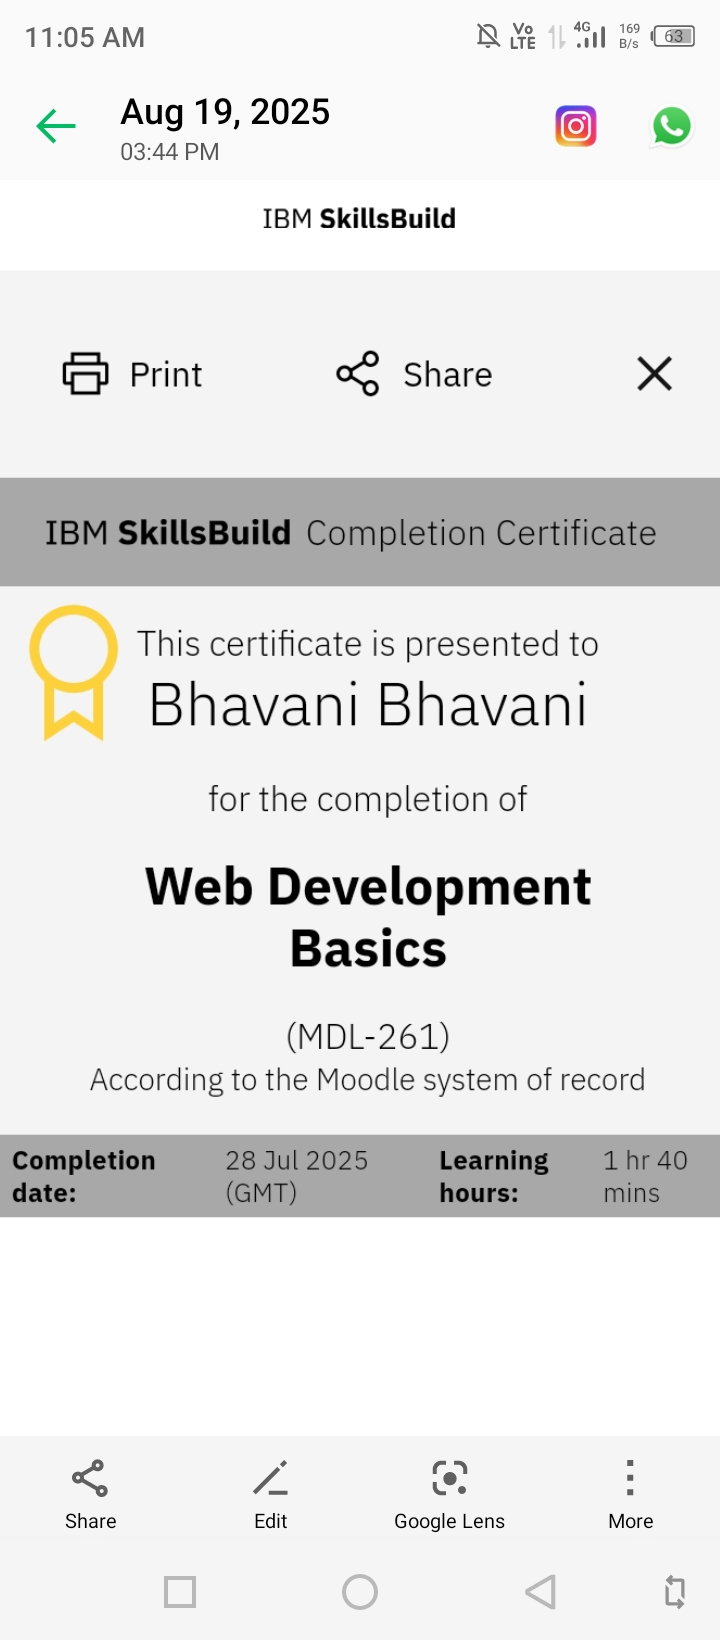 11:05 AM
Vo LTE 4G 169 B/s 63
Aug 19, 2025
03:44 PM
IBM SkillsBuild
Print Share
IBM SkillsBuild Completion Certificate
This certificate is presented to
Bhavani Bhavani
for the completion of
Web Development
Basics
(MDL-261)
According to the Moodle system of record
Completion date: 28 Jul 2025 (GMT) Learning hours: 1 hr 40 mins
Share Edit Google Lens More